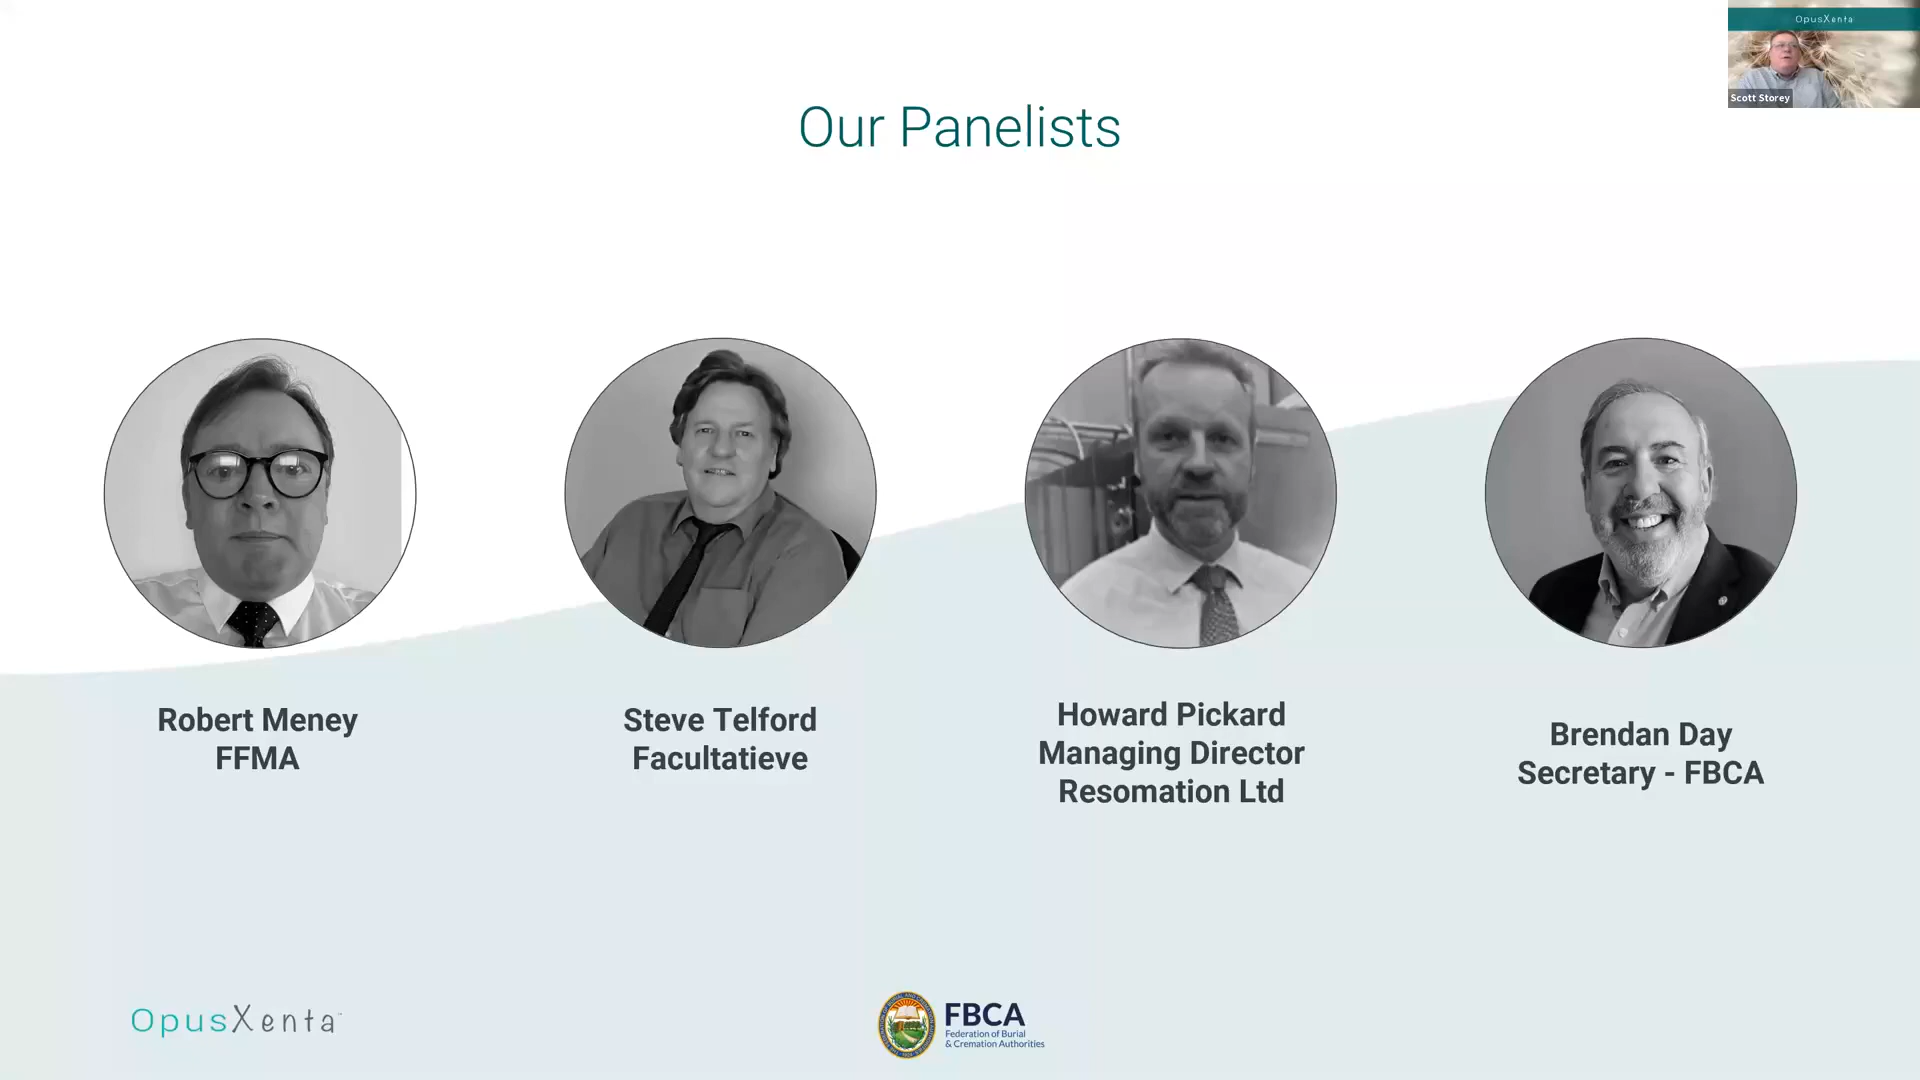 OpusXenta
Scott Storey
Our Panelists
Robert Meney
FFMA
Steve Telford
Facultatieve
Howard Pickard
Managing Director
Resomation Ltd
Brendan Day
Secretary - FBCA
OpusXenta
FBCA
Federation of Burial
& Cremation Authorities